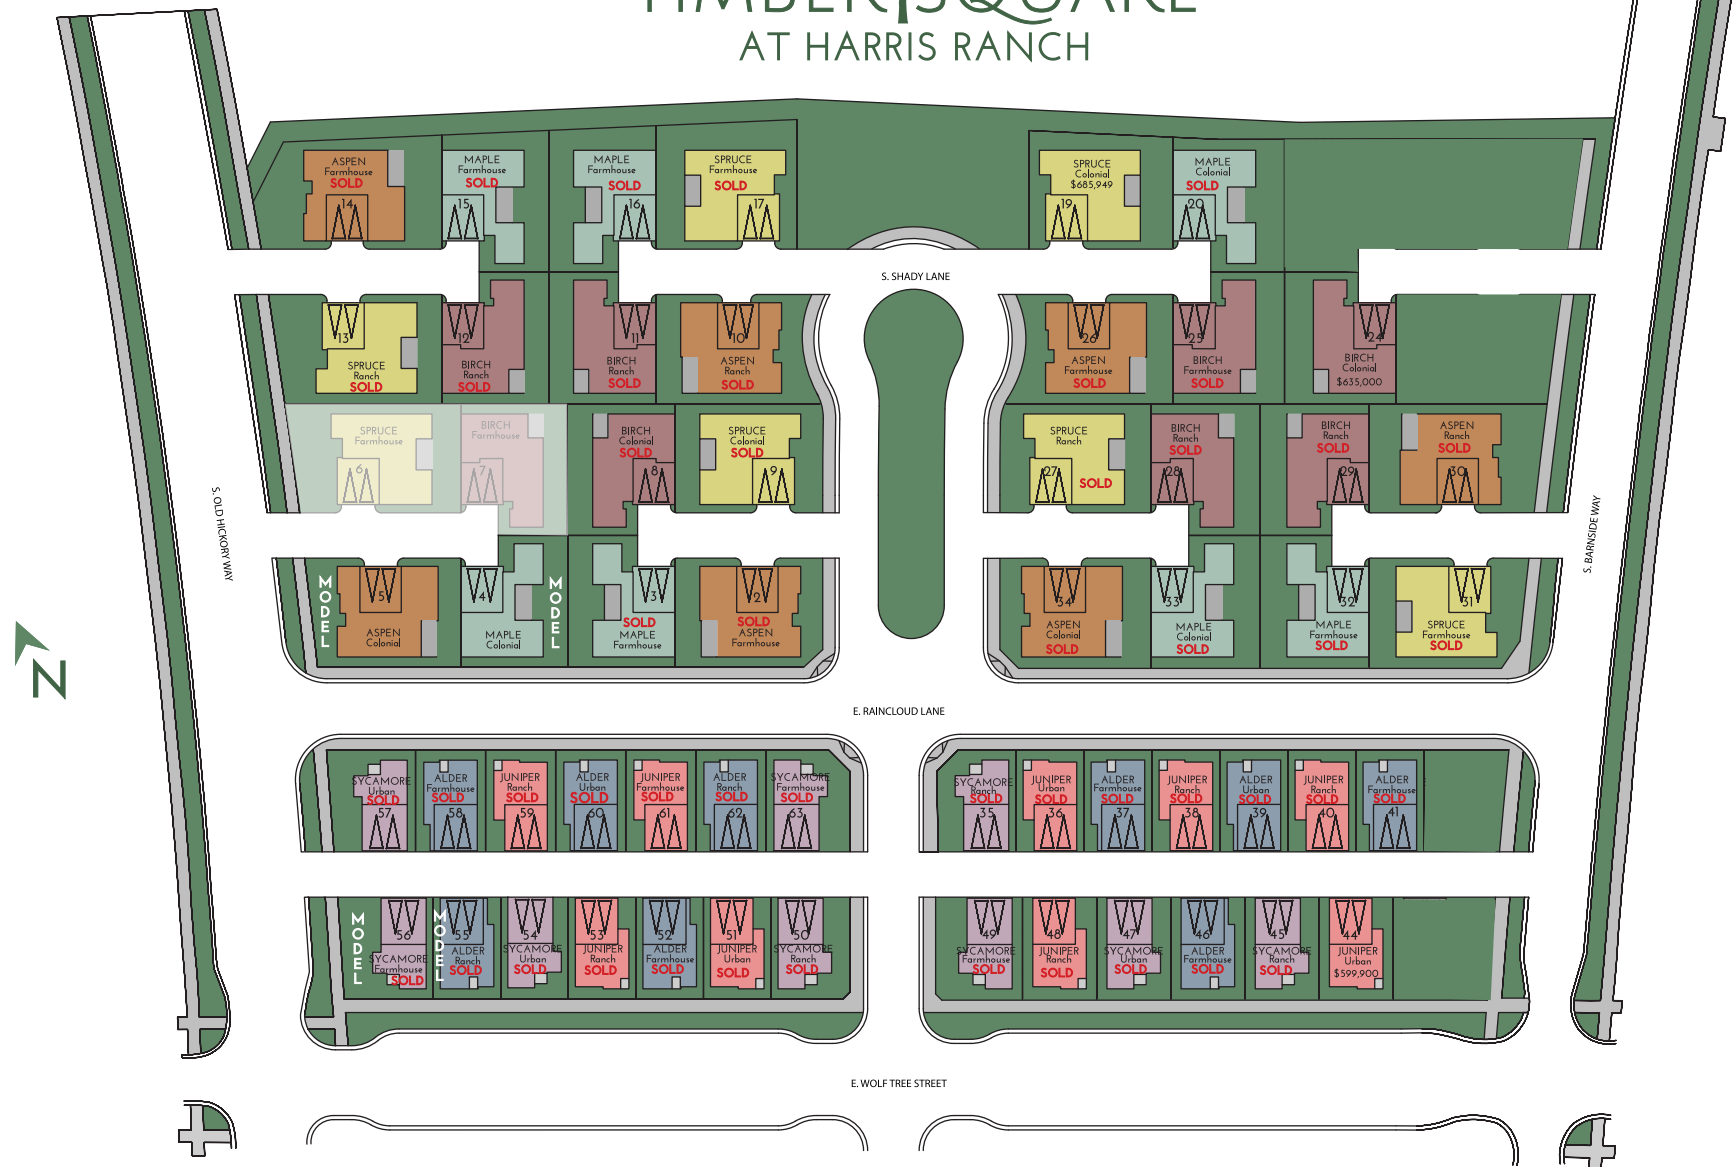 TIMBER SQUARE
AT HARRIS RANCH
ASPEN
Farmhouse
SOLD
14
MAPLE
Farmhouse
SOLD
15
MAPLE
Farmhouse
SOLD
16
SPRUCE
Farmhouse
SOLD
17
SPRUCE
Colonial
$685,949
19
MAPLE
Colonial
SOLD
20
S. SHADY LANE
13
SPRUCE
Ranch
SOLD
12
BIRCH
Ranch
SOLD
11
BIRCH
Ranch
SOLD
10
ASPEN
Ranch
SOLD
26
ASPEN
Farmhouse
SOLD
25
BIRCH
Farmhouse
SOLD
24
BIRCH
Colonial
$635,000
SPRUCE
Farmhouse
6
BIRCH
Farmhouse
7
BIRCH
Colonial
SOLD
8
SPRUCE
Colonial
SOLD
9
SPRUCE
Ranch
27
SOLD
BIRCH
Ranch
SOLD
28
BIRCH
Ranch
SOLD
29
ASPEN
Ranch
SOLD
30
S. OLD HICKORY WAY
S. BARNSIDE WAY
MODEL
5
ASPEN
Colonial
4
MAPLE
Colonial
MODEL
3
SOLD
MAPLE
Farmhouse
2
SOLD
ASPEN
Farmhouse
34
ASPEN
Colonial
SOLD
33
MAPLE
Colonial
SOLD
32
MAPLE
Farmhouse
SOLD
31
SPRUCE
Farmhouse
SOLD
N
E. RAINCLOUD LANE
SYCAMORE
Urban
SOLD
57
ALDER
Farmhouse
SOLD
58
JUNIPER
Ranch
SOLD
59
ALDER
Urban
SOLD
60
JUNIPER
Farmhouse
SOLD
61
ALDER
Ranch
SOLD
62
SYCAMORE
Farmhouse
SOLD
63
SYCAMORE
Ranch
SOLD
35
JUNIPER
Urban
SOLD
36
ALDER
Farmhouse
SOLD
37
JUNIPER
Ranch
SOLD
38
ALDER
Urban
SOLD
39
JUNIPER
Ranch
SOLD
40
ALDER
Farmhouse
SOLD
41
MODEL
56
SYCAMORE
Farmhouse
SOLD
MODEL
55
ALDER
Ranch
SOLD
54
SYCAMORE
Urban
SOLD
53
JUNIPER
Ranch
SOLD
52
ALDER
Farmhouse
SOLD
51
JUNIPER
Urban
SOLD
50
SYCAMORE
Ranch
SOLD
49
SYCAMORE
Farmhouse
SOLD
48
JUNIPER
Ranch
SOLD
47
SYCAMORE
Urban
SOLD
46
ALDER
Farmhouse
SOLD
45
SYCAMORE
Ranch
SOLD
44
JUNIPER
Urban
$599,900
E. WOLF TREE STREET